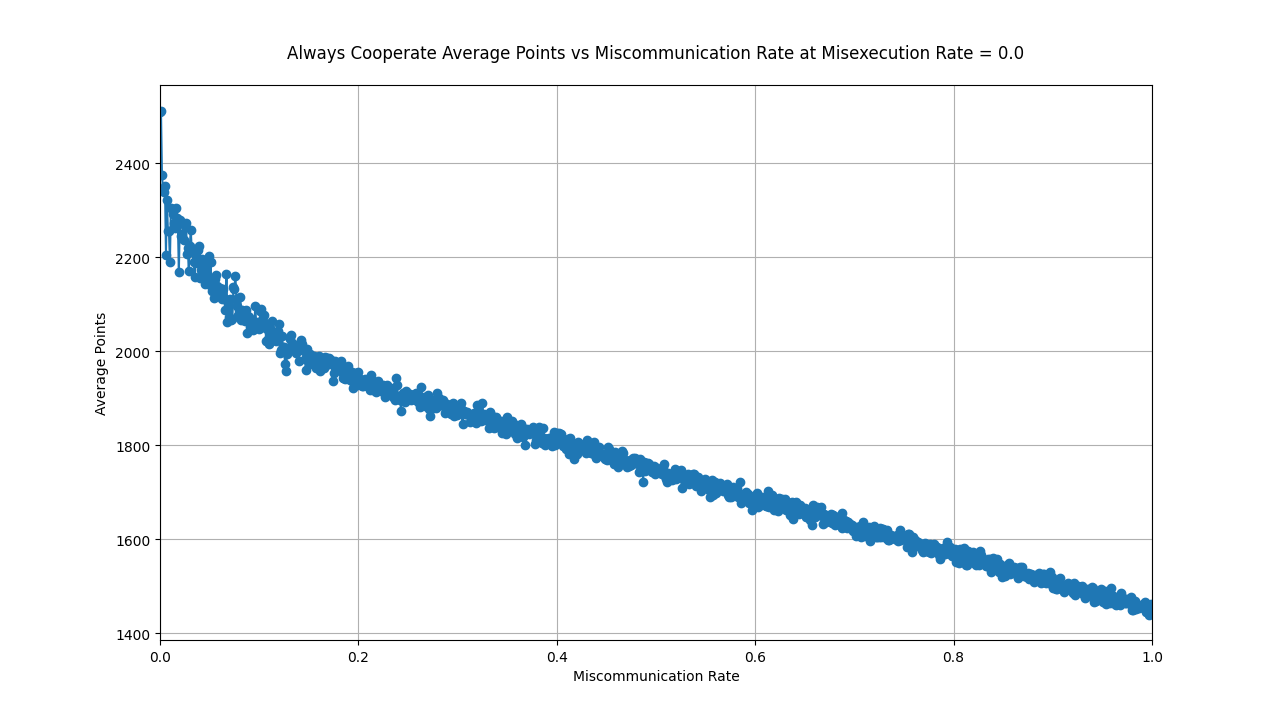 Always Cooperate Average Points vs Miscommunication Rate at Misexecution Rate = 0.0
2400
2200
2000
1800
1600
1400
Average Points
0.0 0.2 0.4 0.6 0.8 1.0
Miscommunication Rate